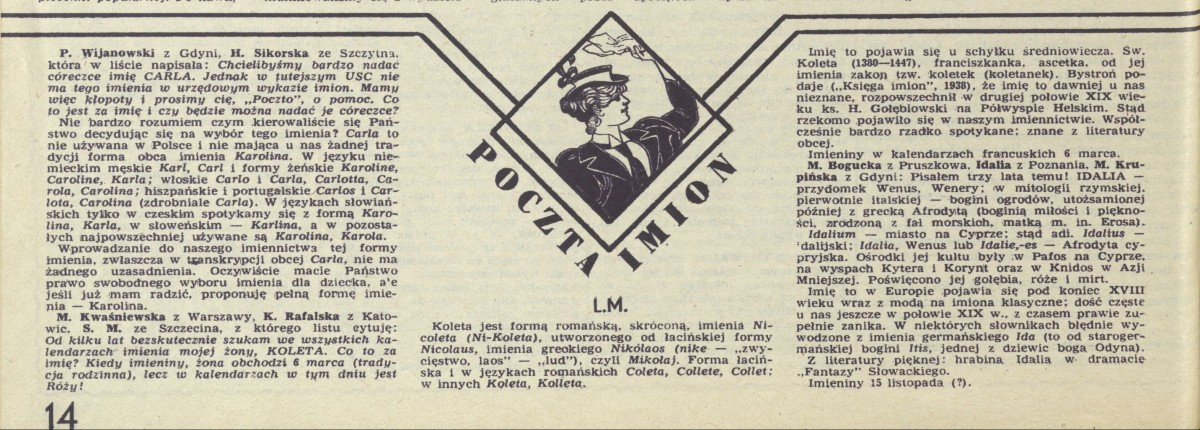 P. Wijanowski z Gdyni, H. Sikorska ze Szczytna,
która w liście napisała: Chcielibyśmy bardzo nadać
córeczce imię CARLA. Jednak w tutejszym USC nie
ma tego imienia w urzędowym wykazie imion. Mamy
więc kłopoty i prosimy cię, „Poczto", o pomoc. Co
to jest za imię i czy będzie można nadać je córeczce?
Nie bardzo rozumiem czym kierowaliście się Pań-
stwo decydując się na wybór tego imienia? Carla to
nie używana w Polsce i nie mająca u nas żadnej tra-
dycji forma obca imienia Karolina. W języku nie-
mieckim męskie Karl, Carl i formy żeńskie Karoline,
Caroline, Karla; włoskie Carlo i Carla, Carlotta, Ca-
rola, Carolina; hiszpańskie i portugalskie Carlos i Car-
lota, Carolina (zdrobniale Carla). W językach słowiań-
skich tylko w czeskim spotykamy się z formą Karo-
lina, Karla, w słoweńskim — Karlina, a w pozosta-
łych najpowszechniej używane są Karolina, Karola.
Wprowadzanie do naszego imiennictwa tej formy
imienia, zwłaszcza w transkrypcji obcej Carla, nie ma
żadnego uzasadnienia. Oczywiście macie Państwo
prawo swobodnego wyboru imienia dla dziecka, a'e
jeśli już mam radzić, proponuję pełną formę imie-
nia — Karolina.
M. Kwaśniewska z Warszawy, K. Rafalska z Kato-
wic. S. M. ze Szczecina, z którego listu cytuję:
Od kilku lat bezskutecznie szukam we wszystkich ka-
lendarzach imienia mojej żony, KOLETA. Co to za
imię? Kiedy imieniny, żona obchodzi 6 marca (trady-
cja rodzinna), lecz w kalendarzach w tym dniu jest
Róży!
14
POCZTA IMION
L.M.
Koleta jest formą romańską, skróconą, imienia Ni-
coleta (Ni-Koleta), utworzonego od łacińskiej formy
Nicolaus, imienia greckiego Nikólaos (nike — „zwy-
cięstwo, laos" — „lud"), czyli Mikołaj. Forma łaciń-
ska i w językach romańskich Coleta, Collete, Collet;
w innych Koleta, Kolleta.
Imię to pojawia się u schyłku średniowiecza. Św.
Koleta (1380—1447), franciszkanka, ascetka, od jej
imienia zakon tzw. koletek (koletanek). Bystroń po-
daje („Księga imion", 1938), że imię to dawniej u nas
nieznane, rozpowszechnił w drugiej połowie XIX wie-
ku ks. H. Gołębiowski na Półwyspie Helskim. Stąd
rzekomo pojawiło się w naszym imiennictwie. Współ-
cześnie bardzo rzadko spotykane; znane z literatury
obcej.
Imieniny w kalendarzach francuskich 6 marca.
M. Bogucka z Pruszkowa, Idalia z Poznania, M. Kru-
pińska z Gdyni: Pisałem trzy lata temu! IDALIA —
przydomek Wenus, Wenery; w mitologii rzymskiej,
pierwotnie italskiej — bogini ogrodów, utożsamionej
później z grecką Afrodytą (boginią miłości i piękno-
ści, zrodzoną z fal morskich, matką m. in. Erosa).
Idalium — miasto na Cyprze; stąd adi. Idalius —
idalijski; Idalia, Wenus lub Idalie,-es — Afrodyta cy-
pryjska. Ośrodki jej kultu były w Pafos na Cyprze,
na wyspach Kytera i Korynt oraz w Knidos w Azji
Mniejszej. Poświęcono jej gołębia, róże i mirt.
Imię to w Europie pojawia się pod koniec XVIII
wieku wraz z modą na imiona klasyczne; dość częste
u nas jeszcze w połowie XIX w., z czasem prawie zu-
pełnie zanika. W niektórych słownikach błędnie wy-
wodzone z imienia germańskiego Ida (to od staroger-
mańskiej bogini Itis, jednej z dziewic boga Odyna).
Z literatury pięknej: hrabina Idalia w dramacie
„Fantazy" Słowackiego.
Imieniny 15 listopada (?).